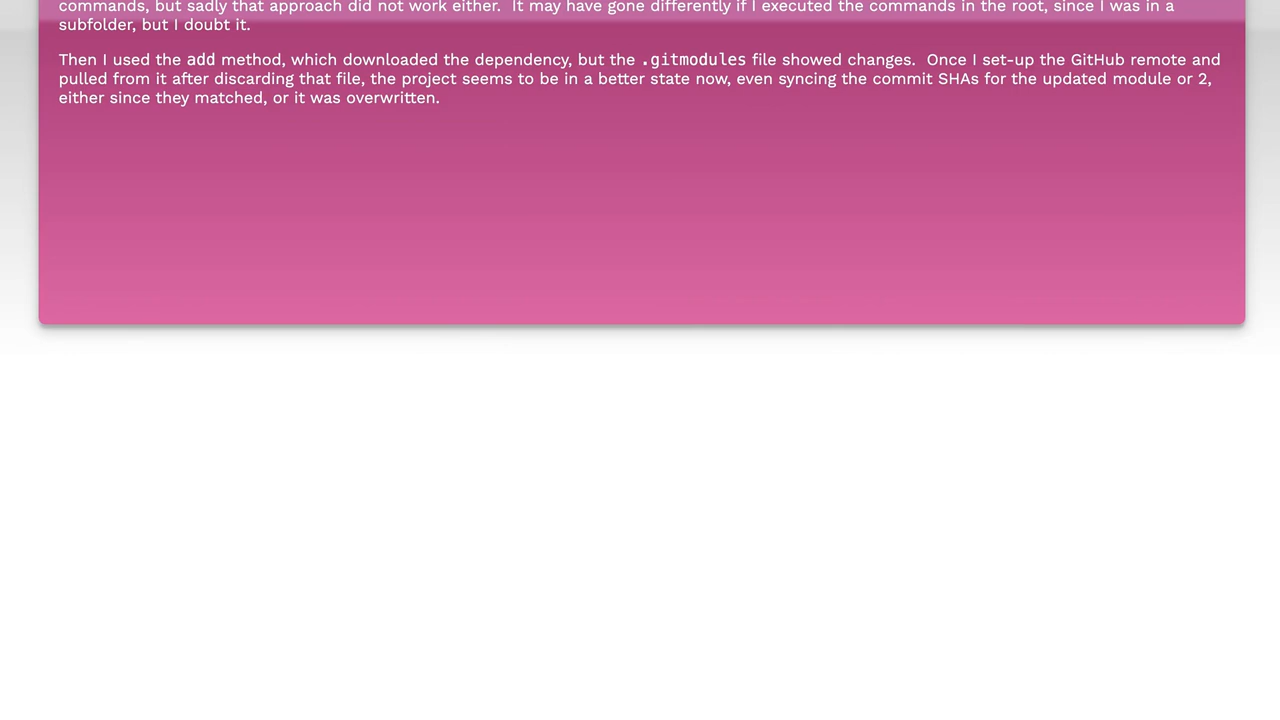 commands, but sadly that approach did not work either.  It may have gone differently if I executed the commands in the root, since I was in a
subfolder, but I doubt it.
Then I used the add method, which downloaded the dependency, but the .gitmodules file showed changes.  Once I set-up the GitHub remote and
pulled from it after discarding that file, the project seems to be in a better state now, even syncing the commit SHAs for the updated module or 2,
either since they matched, or it was overwritten.